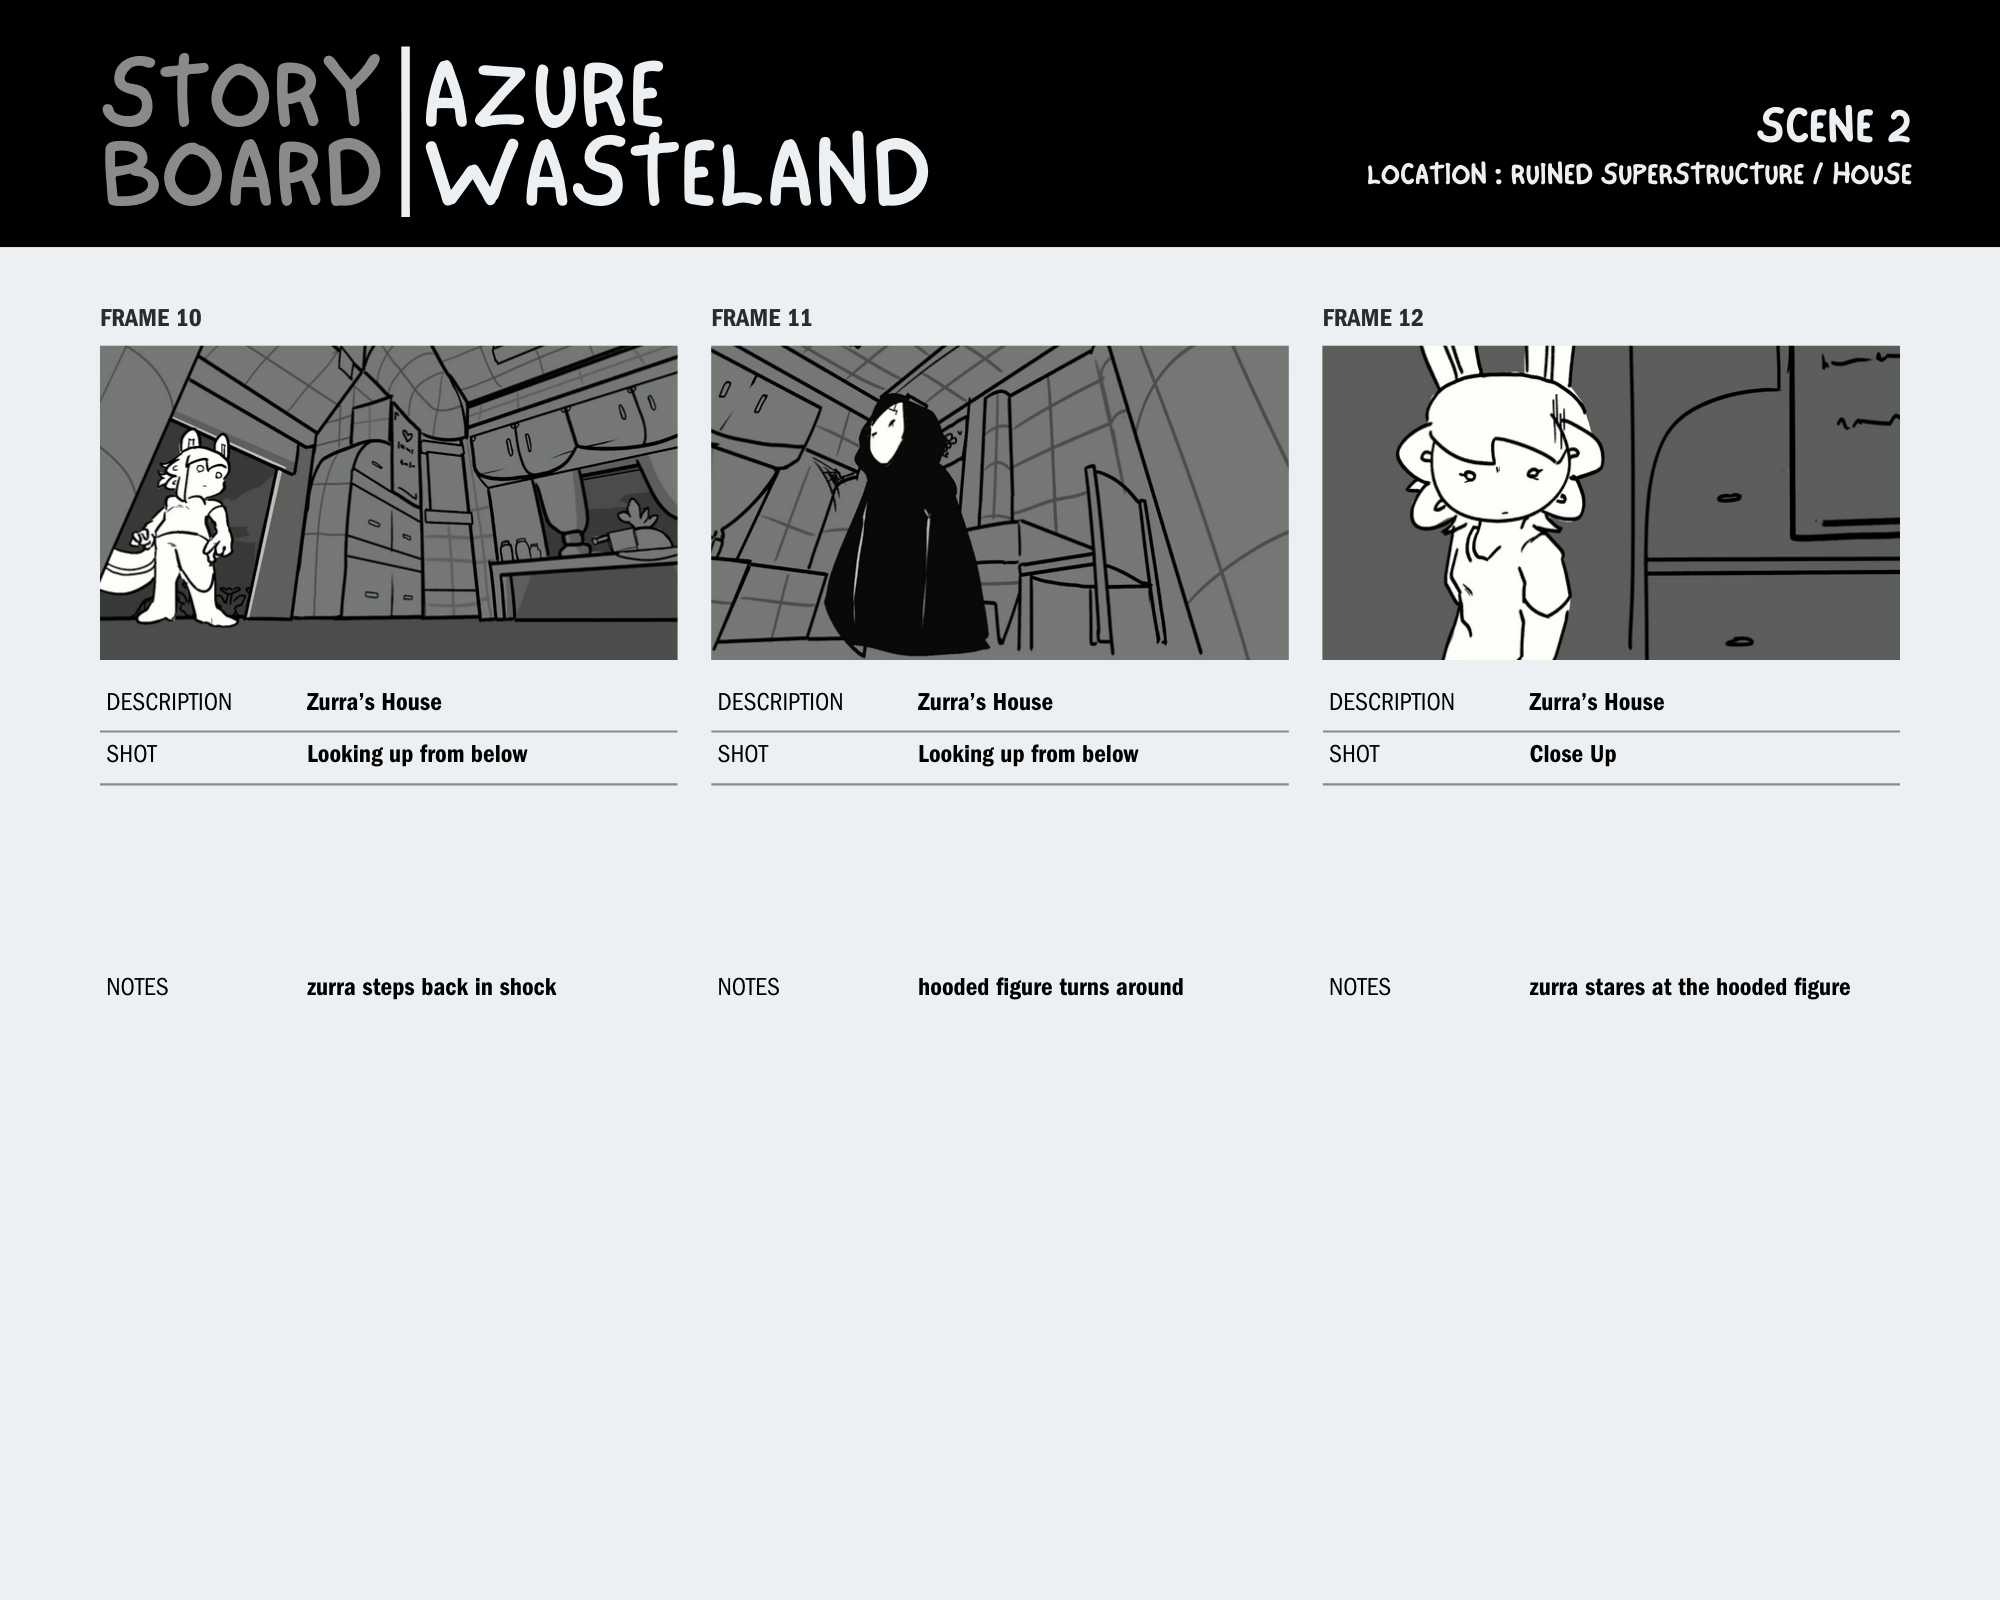 STORY
BOARD
AZURE
WASTELAND
SCENE 2
LOCATION : RUINED SUPERSTRUCTURE / HOUSE
FRAME 10
DESCRIPTION Zurra’s House
SHOT Looking up from below
NOTES zurra steps back in shock
FRAME 11
DESCRIPTION Zurra’s House
SHOT Looking up from below
NOTES hooded figure turns around
FRAME 12
DESCRIPTION Zurra’s House
SHOT Close Up
NOTES zurra stares at the hooded figure